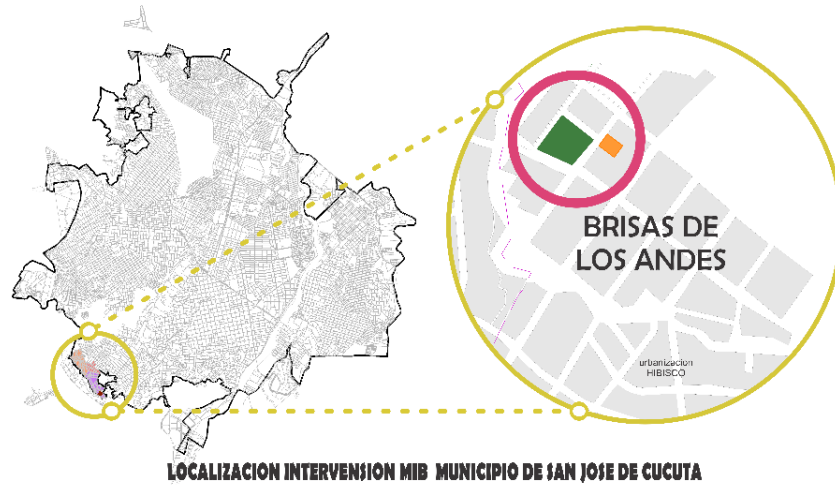 BRISAS DE
LOS ANDES
urbanizacion
HIBISCO
LOCALIZACION INTERVENSION MIB MUNICIPIO DE SAN JOSE DE CUCUTA